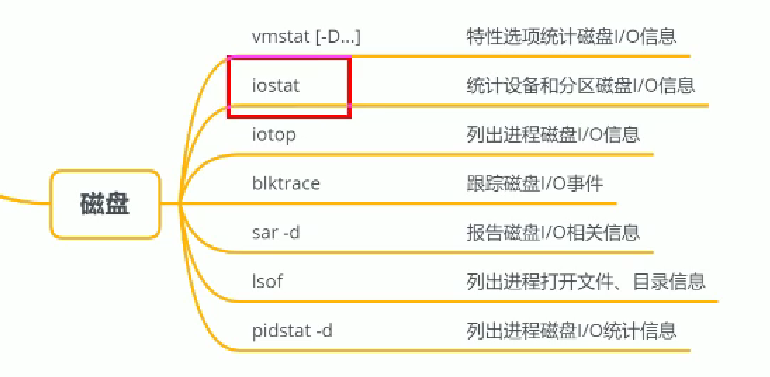 磁盘
vmstat [-D...] 特性选项统计磁盘I/O信息
iostat 统计设备和分区磁盘I/O信息
iotop 列出进程磁盘I/O信息
blktrace 跟踪磁盘I/O事件
sar -d 报告磁盘I/O相关信息
lsof 列出进程打开文件、目录信息
pidstat -d 列出进程磁盘I/O统计信息